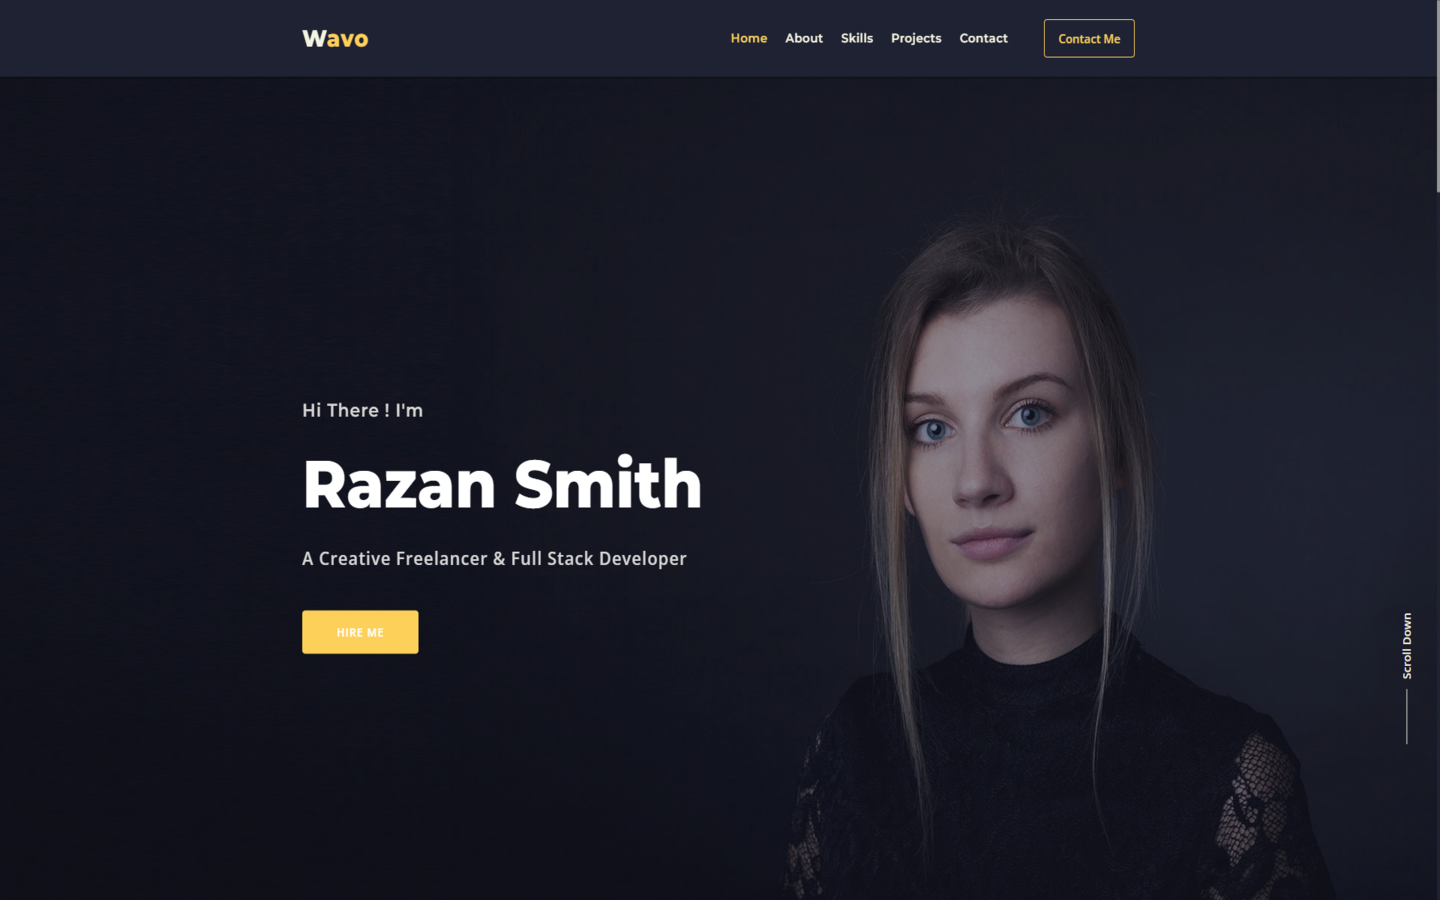 Wavo
Home About Skills Projects Contact Contact Me
Hi There ! I'm
Razan Smith
A Creative Freelancer & Full Stack Developer
HIRE ME
Scroll Down